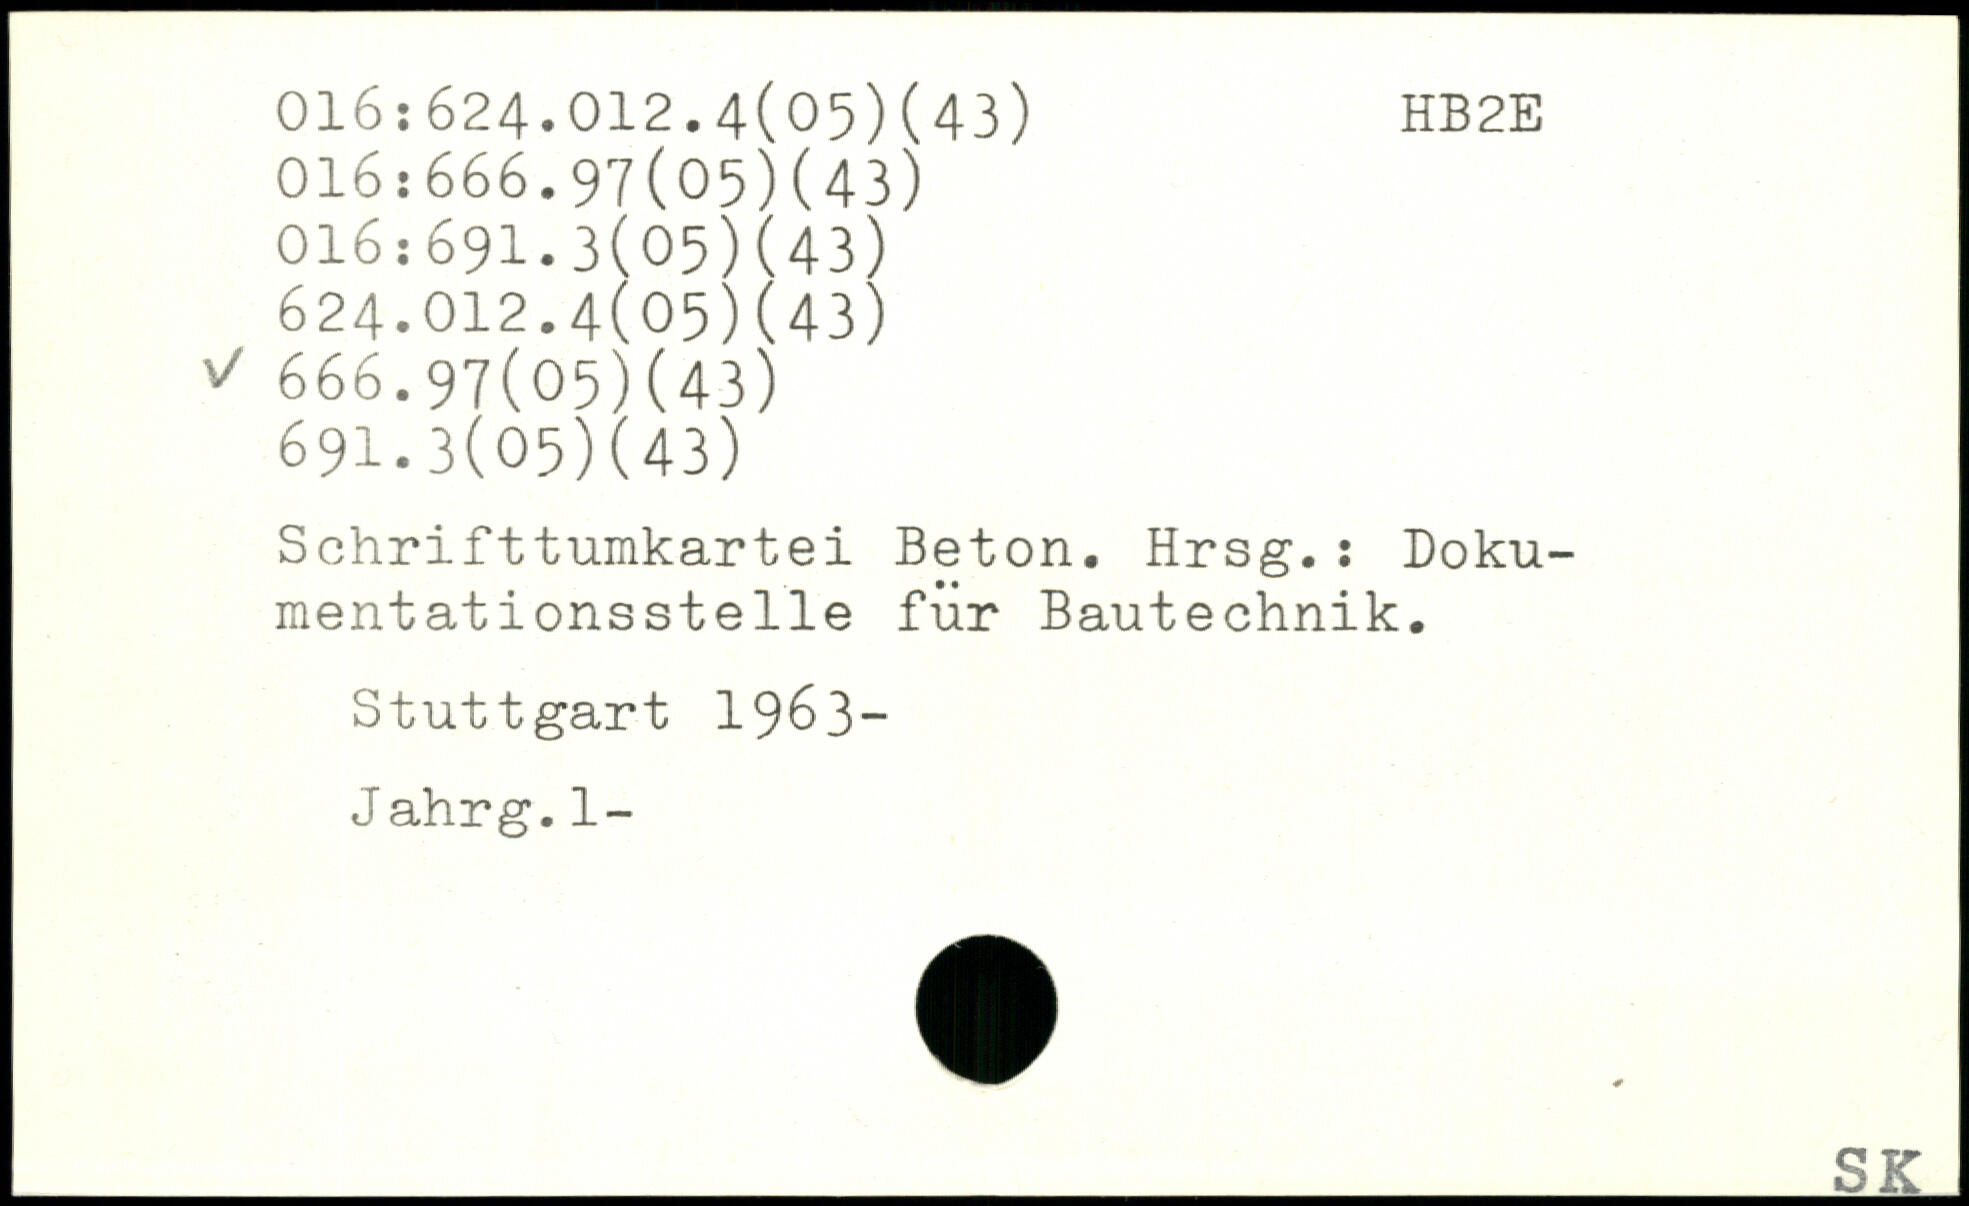 016:624.012.4(05)(43) HB2E
016:666.97(05)(43)
016:691.3(05)(43)
624.012.4(05)(43)
✓ 666.97(05)(43)
691.3(05)(43)
Schrifttumkartei Beton. Hrsg.: Doku-
mentationsstelle für Bautechnik.
Stuttgart 1963-
Jahrg.1-
SK